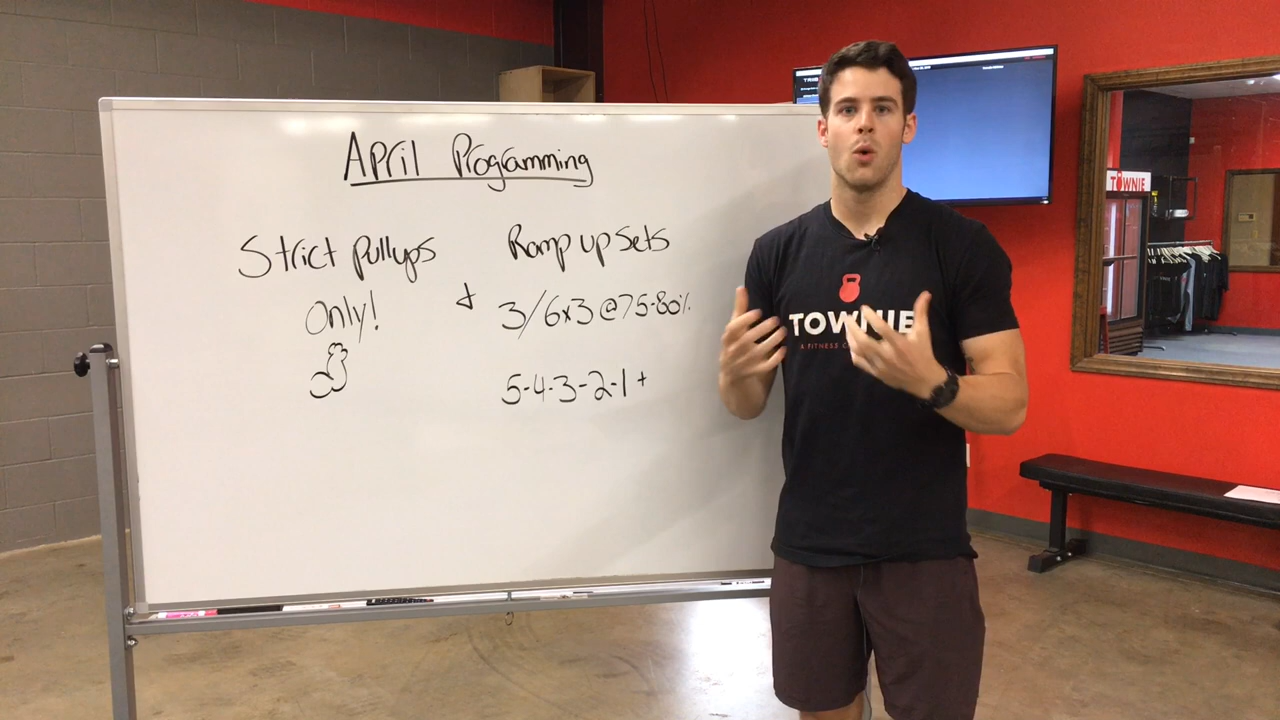 April Programming
Strict Pullups
Only!
Ramp up sets
+ 3/6x3 @ 75-80%
5-4-3-2-1 +
TOWNIE
A FITNESS
TOWNIE